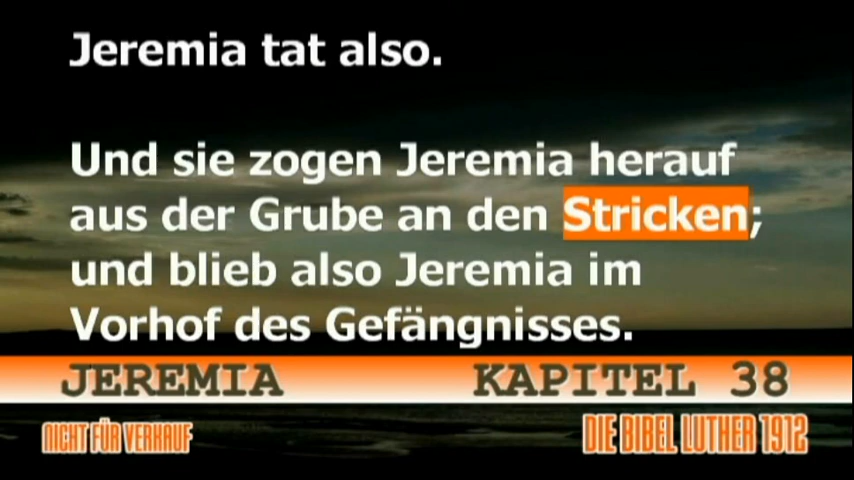 Jeremia tat also.
Und sie zogen Jeremia herauf
aus der Grube an den Stricken;
und blieb also Jeremia im
Vorhof des Gefängnisses.
JEREMIA KAPITEL 38
NICHT FÜR VERKAUF DIE BIBEL LUTHER 1912